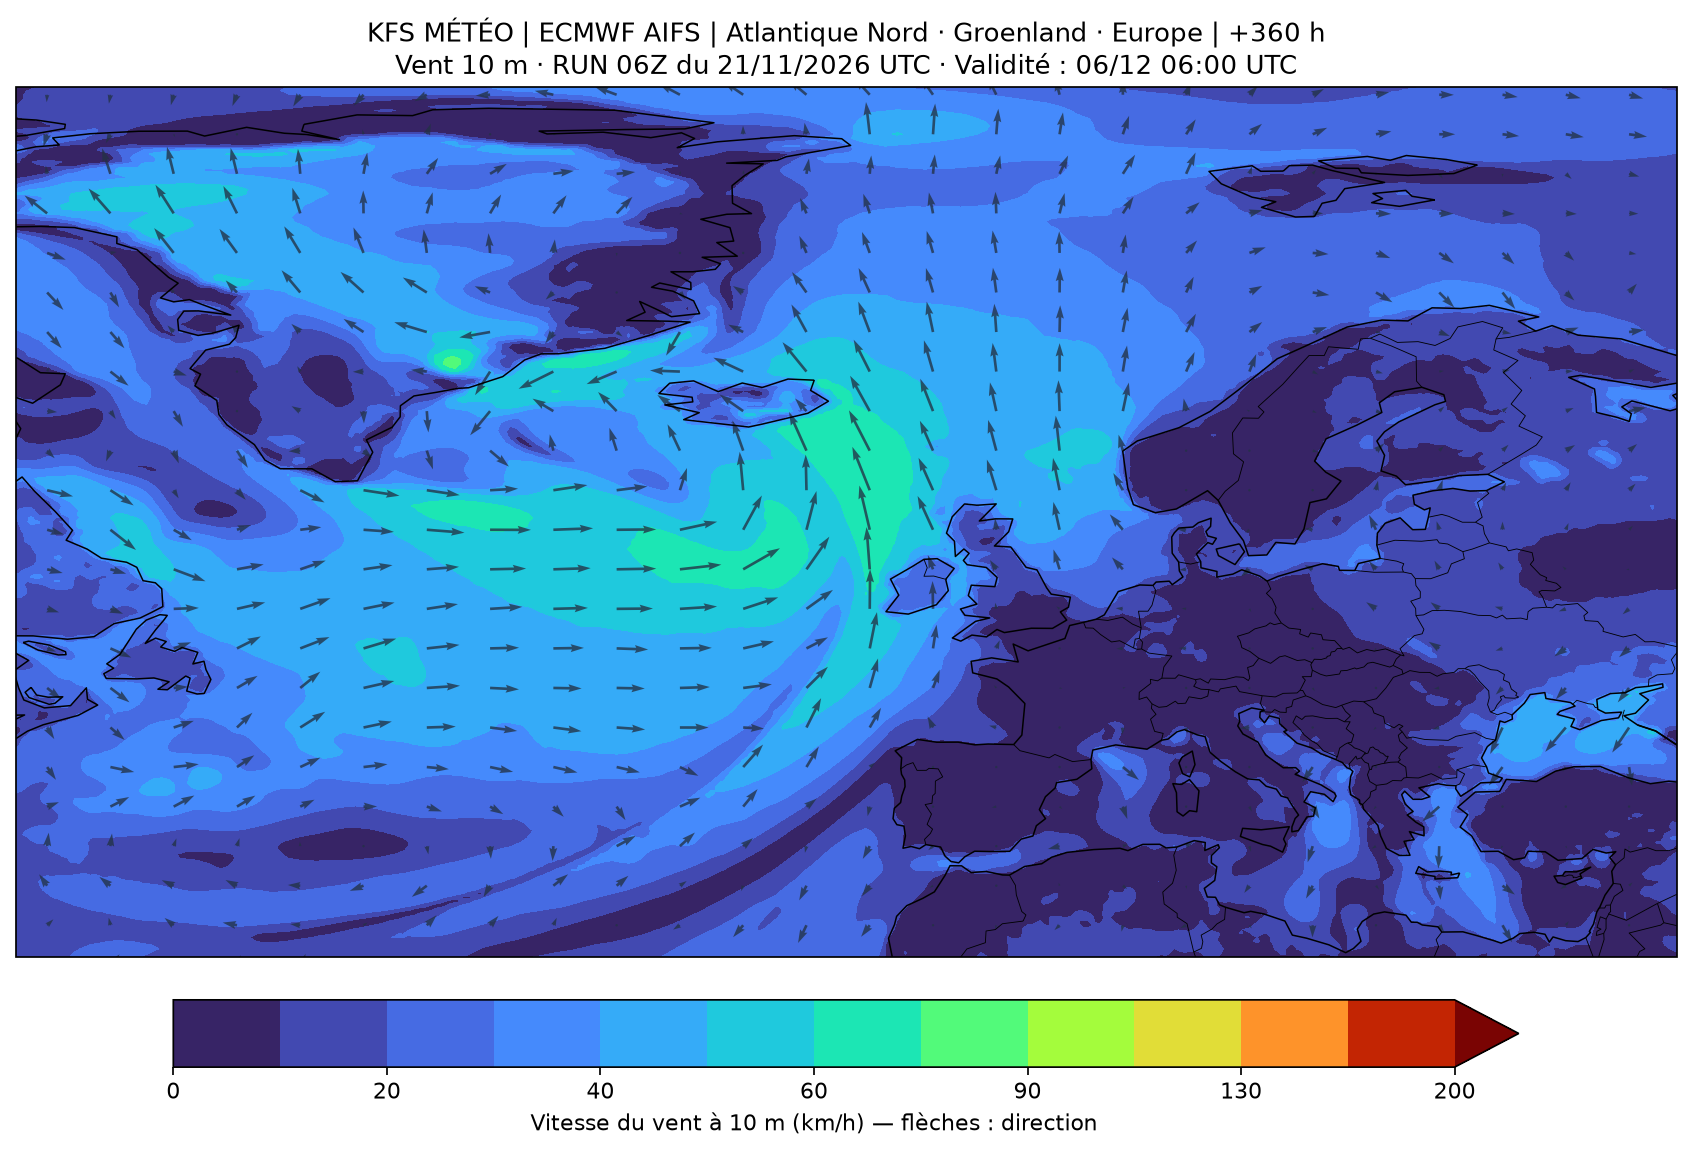 KFS MÉTÉO | ECMWF AIFS | Atlantique Nord · Groenland · Europe | +360 h
Vent 10 m · RUN 06Z du 21/11/2026 UTC · Validité : 06/12 06:00 UTC
0 20 40 60 90 130 200
Vitesse du vent à 10 m (km/h) — flèches : direction